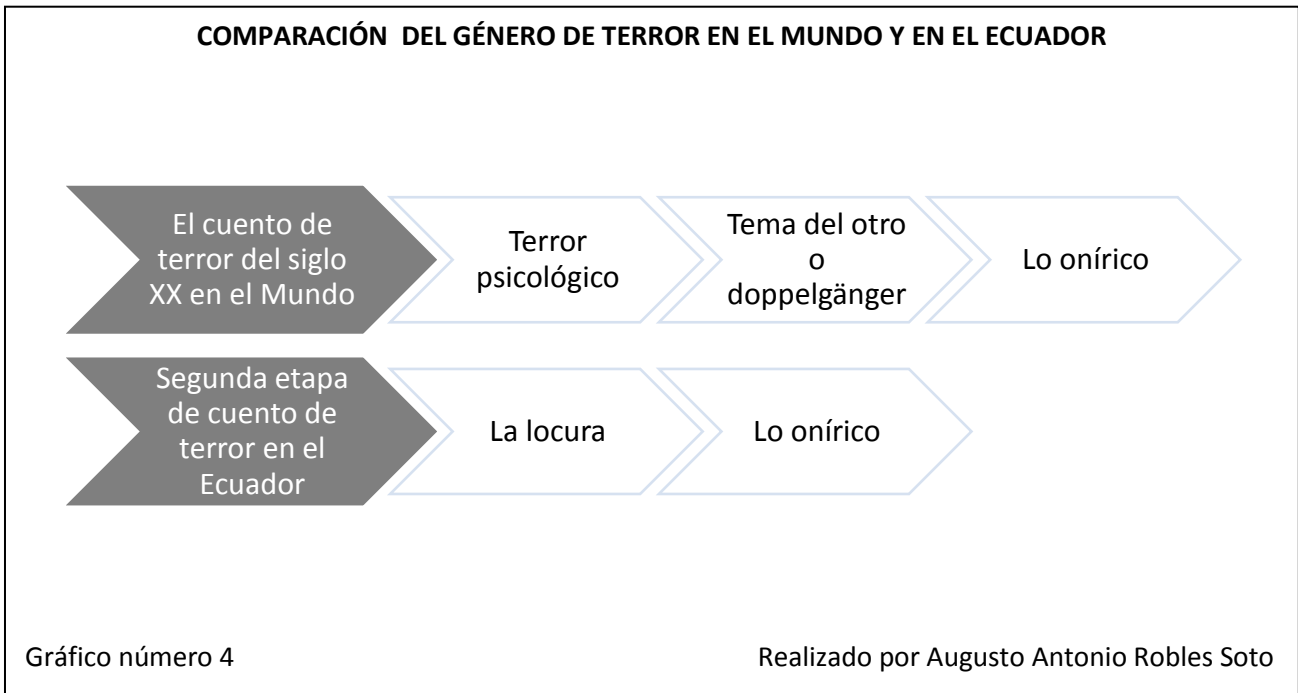 COMPARACIÓN DEL GÉNERO DE TERROR EN EL MUNDO Y EN EL ECUADOR
El cuento de
terror del siglo
XX en el Mundo
Terror
psicológico
Tema del otro
o
doppelgänger
Lo onírico
Segunda etapa
de cuento de
terror en el
Ecuador
La locura
Lo onírico
Gráfico número 4
Realizado por Augusto Antonio Robles Soto